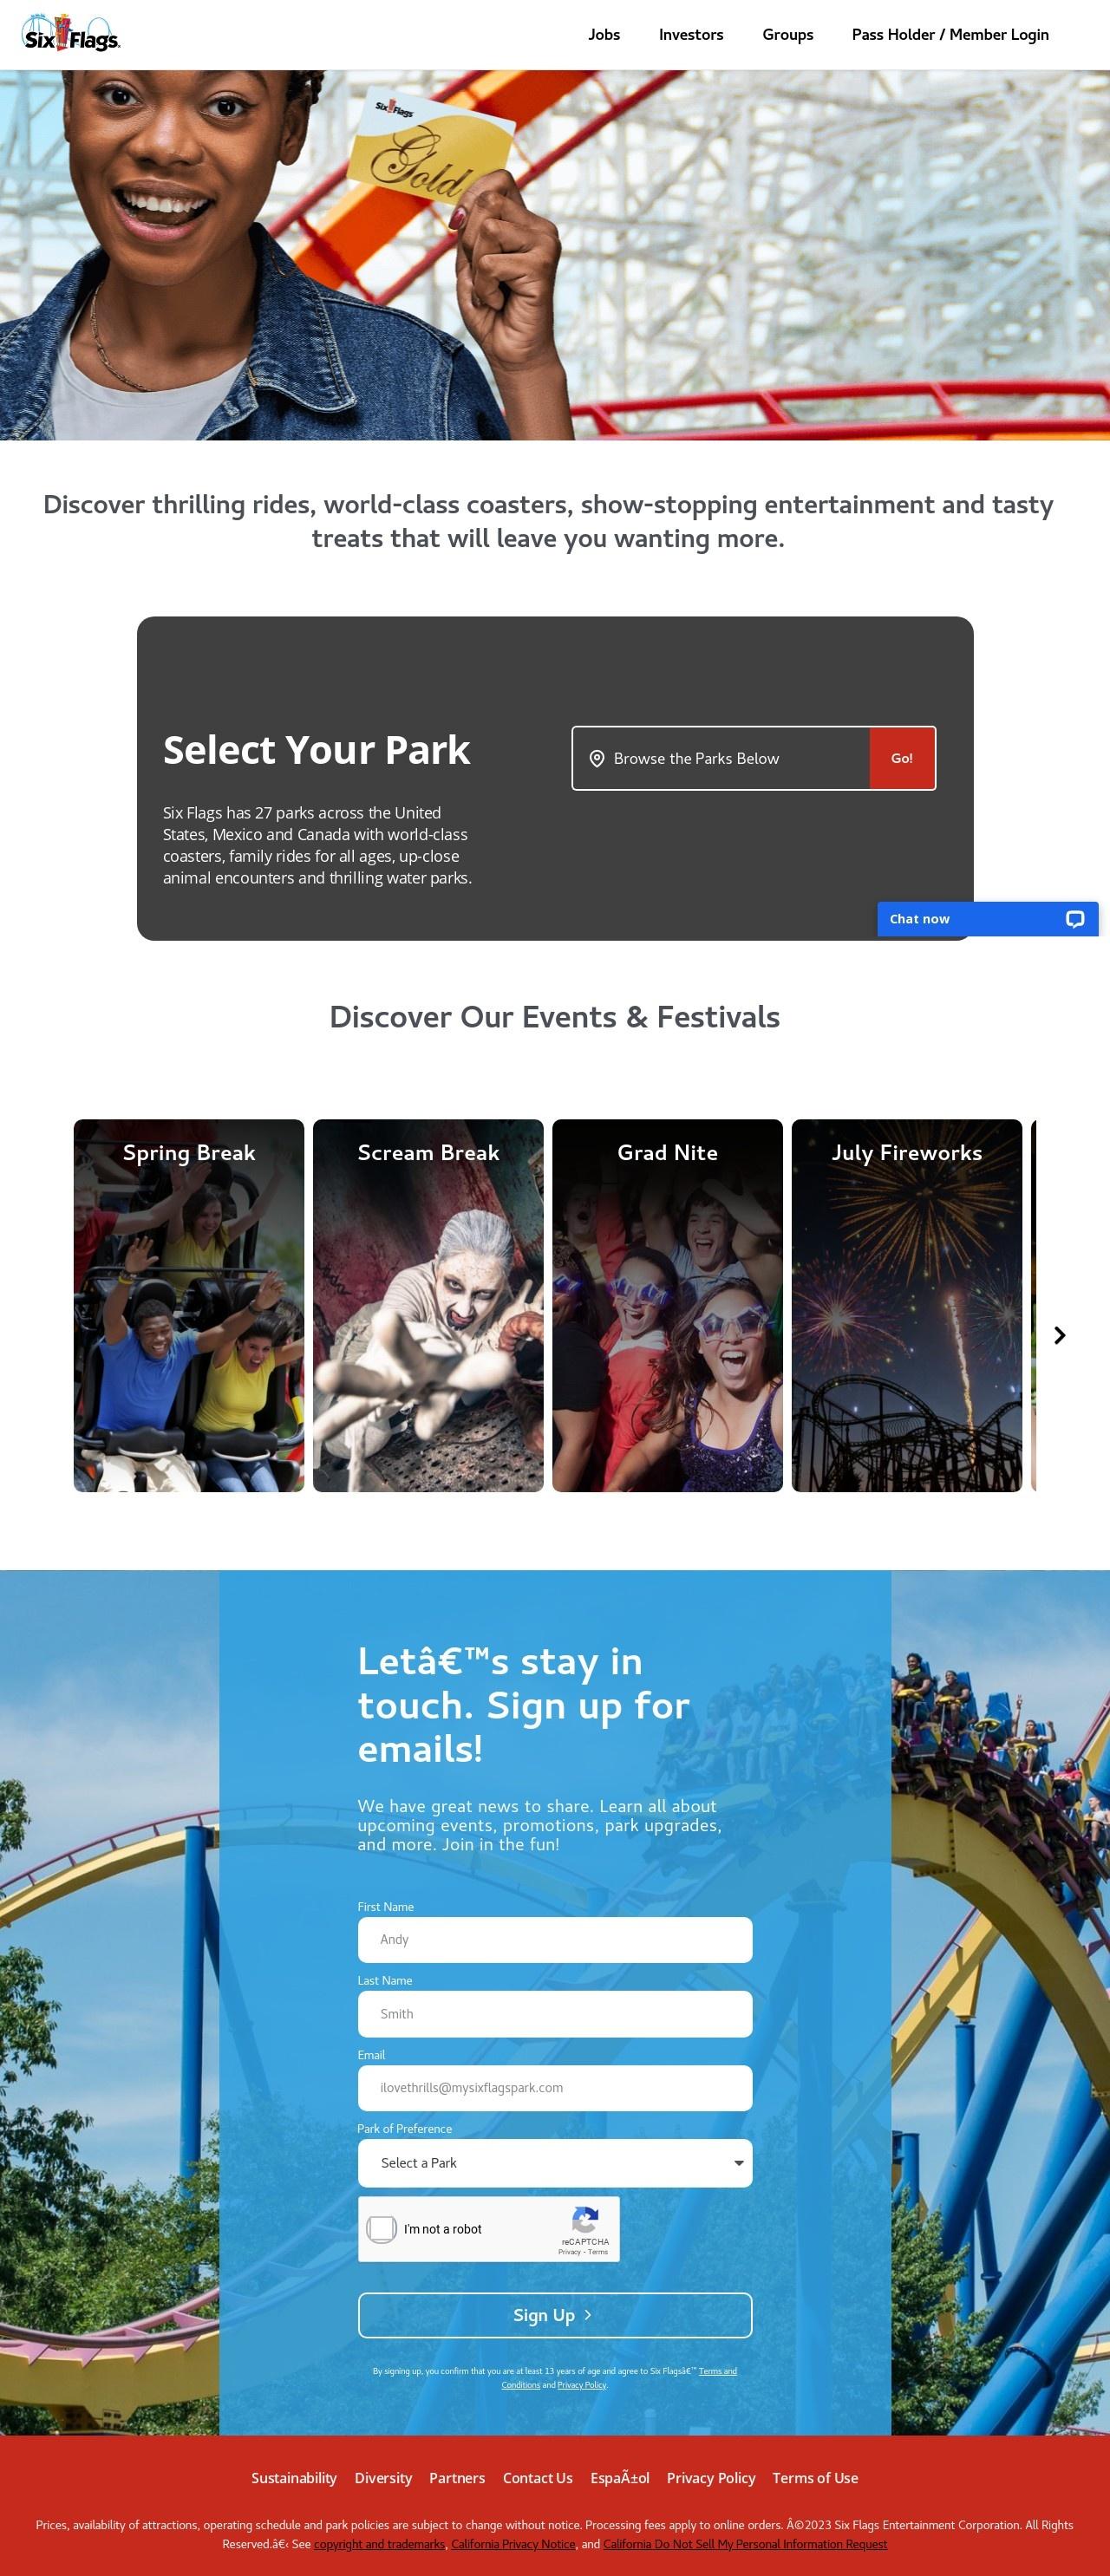 Six Flags
Jobs
Investors
Groups
Pass Holder / Member Login
Six Flags
Gold
Discover thrilling rides, world-class coasters, show-stopping entertainment and tasty
treats that will leave you wanting more.
Select Your Park
Browse the Parks Below
Go!
Six Flags has 27 parks across the United
States, Mexico and Canada with world-class
coasters, family rides for all ages, up-close
animal encounters and thrilling water parks.
Chat now
Discover Our Events & Festivals
Spring Break
Scream Break
Grad Nite
July Fireworks
Letâ€™s stay in
touch. Sign up for
emails!
We have great news to share. Learn all about
upcoming events, promotions, park upgrades,
and more. Join in the fun!
First Name
Andy
Last Name
Smith
Email
ilovethrills@mysixflagspark.com
Park of Preference
Select a Park
I'm not a robot
reCAPTCHA
Privacy - Terms
Sign Up
By signing up, you confirm that you are at least 13 years of age and agree to Six Flagsâ€™ Terms and
Conditions and Privacy Policy.
Sustainability
Diversity
Partners
Contact Us
EspaÃ±ol
Privacy Policy
Terms of Use
Prices, availability of attractions, operating schedule and park policies are subject to change without notice. Processing fees apply to online orders. Â©2023 Six Flags Entertainment Corporation. All Rights
Reserved.â€‹ See copyright and trademarks, California Privacy Notice, and California Do Not Sell My Personal Information Request